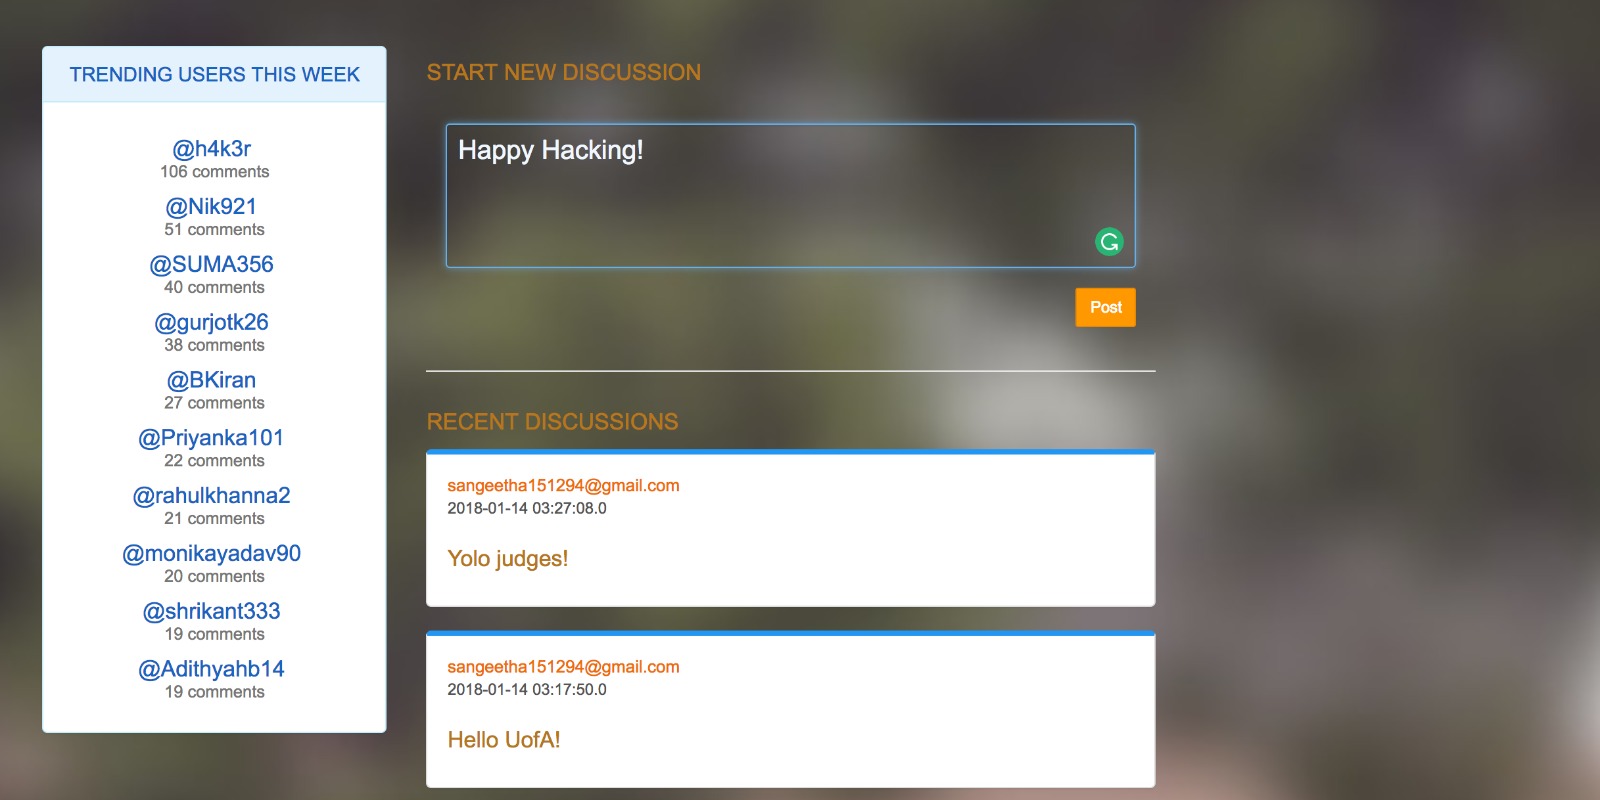 TRENDING USERS THIS WEEK
@h4k3r
106 comments
@Nik921
51 comments
@SUMA356
40 comments
@gurjotk26
38 comments
@BKiran
27 comments
@Priyanka101
22 comments
@rahulkhanna2
21 comments
@monikayadav90
20 comments
@shrikant333
19 comments
@Adithyahb14
19 comments
START NEW DISCUSSION
Happy Hacking!
Post
RECENT DISCUSSIONS
sangeetha151294@gmail.com
2018-01-14 03:27:08.0
Yolo judges!
sangeetha151294@gmail.com
2018-01-14 03:17:50.0
Hello UofA!